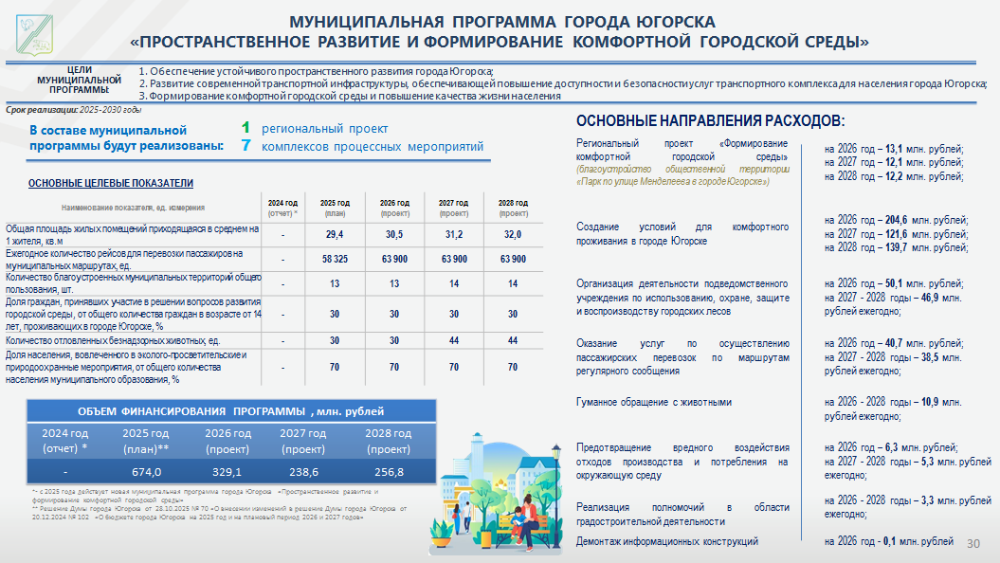 МУНИЦИПАЛЬНАЯ ПРОГРАММА ГОРОДА ЮГОРСКА
«ПРОСТРАНСТВЕННОЕ РАЗВИТИЕ И ФОРМИРОВАНИЕ КОМФОРТНОЙ ГОРОДСКОЙ СРЕДЫ»
ЦЕЛИ
МУНИЦИПАЛЬНОЙ
ПРОГРАММЫ:
1. Обеспечение устойчивого пространственного развития города Югорска;
2. Развитие современной транспортной инфраструктуры, обеспечивающей повышение доступности и безопасности услуг транспортного комплекса для населения города Югорска;
3. Формирование комфортной городской среды и повышение качества жизни населения
Срок реализации: 2025-2030 годы
В составе муниципальной
программы будут реализованы:
1 региональный проект
7 комплексов процессных мероприятий
ОСНОВНЫЕ ЦЕЛЕВЫЕ ПОКАЗАТЕЛИ
Наименование показателя, ед. измерения
2024 год
(отчет) *
2025 год
(план)
2026 год
(проект)
2027 год
(проект)
2028 год
(проект)
Общая площадь жилых помещений приходящаяся в среднем на
1 жителя, кв.м
- 29,4 30,5 31,2 32,0
Ежегодное количество рейсов для перевозки пассажиров на
муниципальных маршрутах, ед.
- 58 325 63 900 63 900 63 900
Количество благоустроенных муниципальных территорий общего
пользования, шт.
- 13 13 14 14
Доля граждан, принявших участие в решении вопросов развития
городской среды, от общего количества граждан в возрасте от 14
лет, проживающих в городе Югорске, %
- 30 30 30 30
Количество отловленных безнадзорных животных, ед. - 30 30 44 44
Доля населения, вовлеченного в эколого-просветительские и
природоохранные мероприятия, от общего количества
населения муниципального образования, %
- 70 70 70 70
ОБЪЕМ ФИНАНСИРОВАНИЯ ПРОГРАММЫ , млн. рублей
2024 год
(отчет) *
2025 год
(план)**
2026 год
(проект)
2027 год
(проект)
2028 год
(проект)
- 674,0 329,1 238,6 256,8
*- с 2025 года действует новая муниципальная программа города Югорска «Пространственное развитие и
формирование комфортной городской среды»
** Решение Думы города Югорска от 28.10.2025 № 70 «О внесении изменений в решение Думы города Югорска от
20.12.2024 № 102 «О бюджете города Югорска на 2025 год и на плановый период 2026 и 2027 годов»
ОСНОВНЫЕ НАПРАВЛЕНИЯ РАСХОДОВ:
Региональный проект «Формирование
комфортной городской среды»
(благоустройство общественной территории
«Парк по улице Менделеева в городе Югорске»)
на 2026 год – 13,1 млн. рублей;
на 2027 год – 12,1 млн. рублей;
на 2028 год – 12,2 млн. рублей;
Создание условий для комфортного
проживания в городе Югорске
на 2026 год – 204,6 млн. рублей;
на 2027 год – 121,6 млн. рублей;
на 2028 год – 139,7 млн. рублей;
Организация деятельности подведомственного
учреждения по использованию, охране, защите
и воспроизводству городских лесов
на 2026 год – 50,1 млн. рублей;
на 2027 - 2028 годы – 46,9 млн.
рублей ежегодно;
Оказание услуг по осуществлению
пассажирских перевозок по маршрутам
регулярного сообщения
на 2026 год – 40,7 млн. рублей;
на 2027 - 2028 годы – 38,5 млн.
рублей ежегодно;
Гуманное обращение с животными
на 2026 - 2028 годы – 10,9 млн.
рублей ежегодно;
Предотвращение вредного воздействия
отходов производства и потребления на
окружающую среду
на 2026 год – 6,3 млн. рублей;
на 2027 - 2028 годы – 5,3 млн. рублей
ежегодно;
Реализация полномочий в области
градостроительной деятельности
на 2026 - 2028 годы – 3,3 млн. рублей
ежегодно;
Демонтаж информационных конструкций
на 2026 год - 0,1 млн. рублей
30